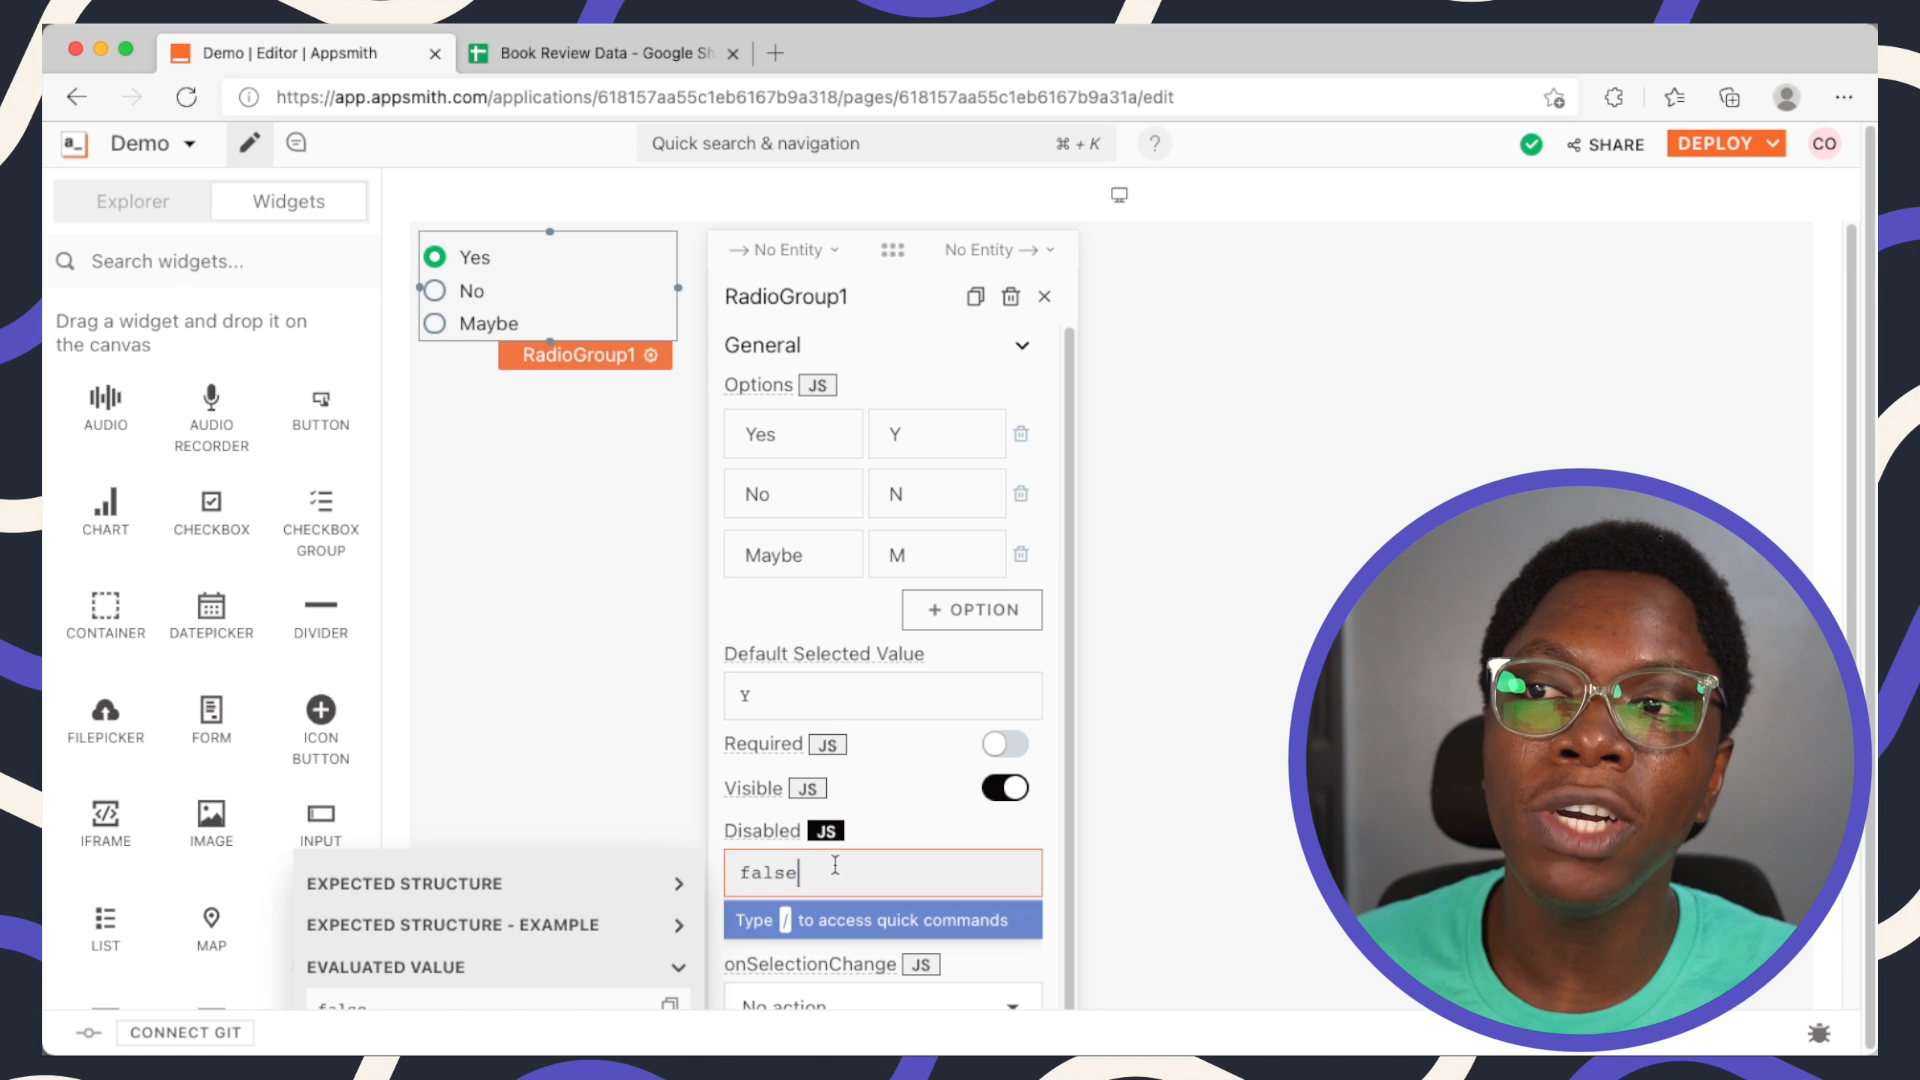 Demo | Editor | Appsmith
Book Review Data - Google Sh
https://app.appsmith.com/applications/618157aa55c1eb6167b9a318/pages/618157aa55c1eb6167b9a31a/edit
a_
Demo
Quick search & navigation
⌘ + K
?
SHARE
DEPLOY
CO
Explorer
Widgets
Search widgets...
Drag a widget and drop it on
the canvas
AUDIO
AUDIO
RECORDER
BUTTON
CHART
CHECKBOX
CHECKBOX
GROUP
CONTAINER
DATEPICKER
DIVIDER
FILEPICKER
FORM
ICON
BUTTON
IFRAME
IMAGE
INPUT
LIST
MAP
Yes
No
Maybe
RadioGroup1
No Entity
No Entity
RadioGroup1
General
Options JS
Yes
Y
No
N
Maybe
M
+ OPTION
Default Selected Value
Y
Required JS
Visible JS
Disabled JS
false
Type / to access quick commands
onSelectionChange JS
No action
EXPECTED STRUCTURE
EXPECTED STRUCTURE - EXAMPLE
EVALUATED VALUE
false
CONNECT GIT